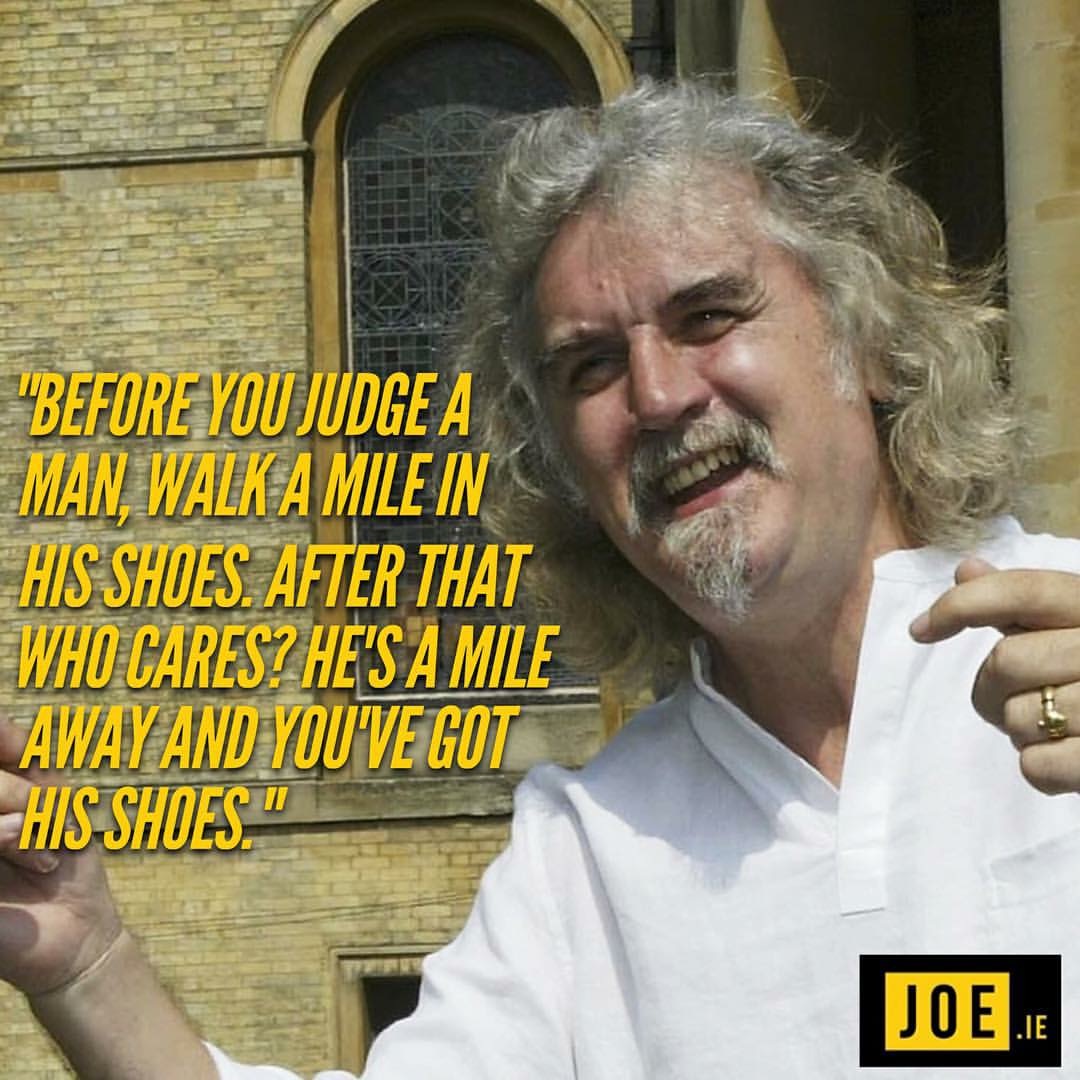 "BEFORE YOU JUDGE A
MAN, WALK A MILE IN
HIS SHOES. AFTER THAT
WHO CARES? HE'S A MILE
AWAY AND YOU'VE GOT
HIS SHOES."
JOE.IE